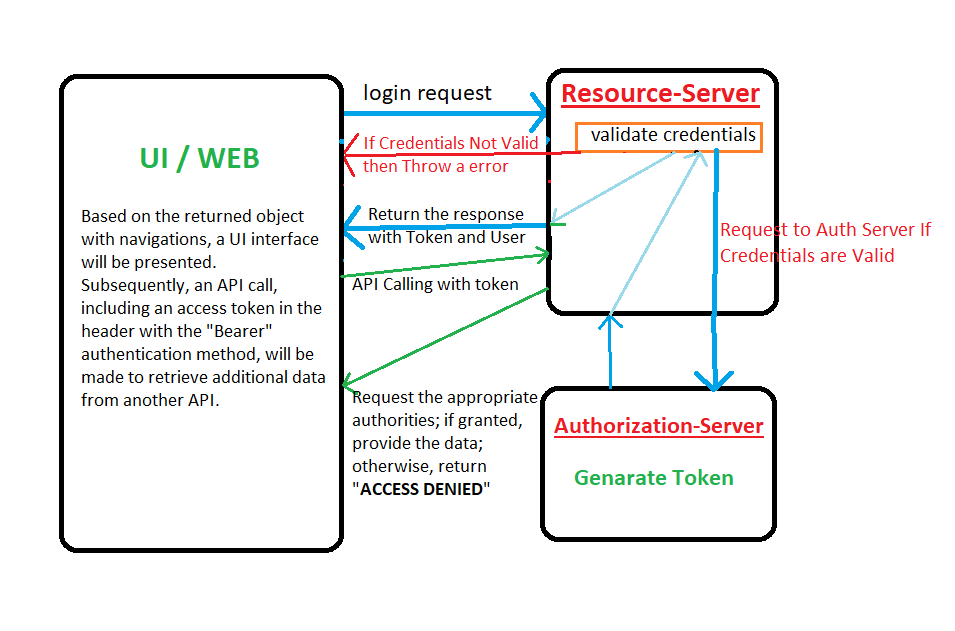 login request
Resource-Server
validate credentials
If Credentials Not Valid
then Throw a error
UI / WEB
Based on the returned object
with navigations, a UI interface
will be presented.
Subsequently, an API call,
including an access token in the
header with the "Bearer"
authentication method, will be
made to retrieve additional data
from another API.
Return the response
with Token and User
Request to Auth Server If
Credentials are Valid
API Calling with token
Request the appropriate
authorities; if granted,
provide the data;
otherwise, return
"ACCESS DENIED"
Authorization-Server
Genarate Token